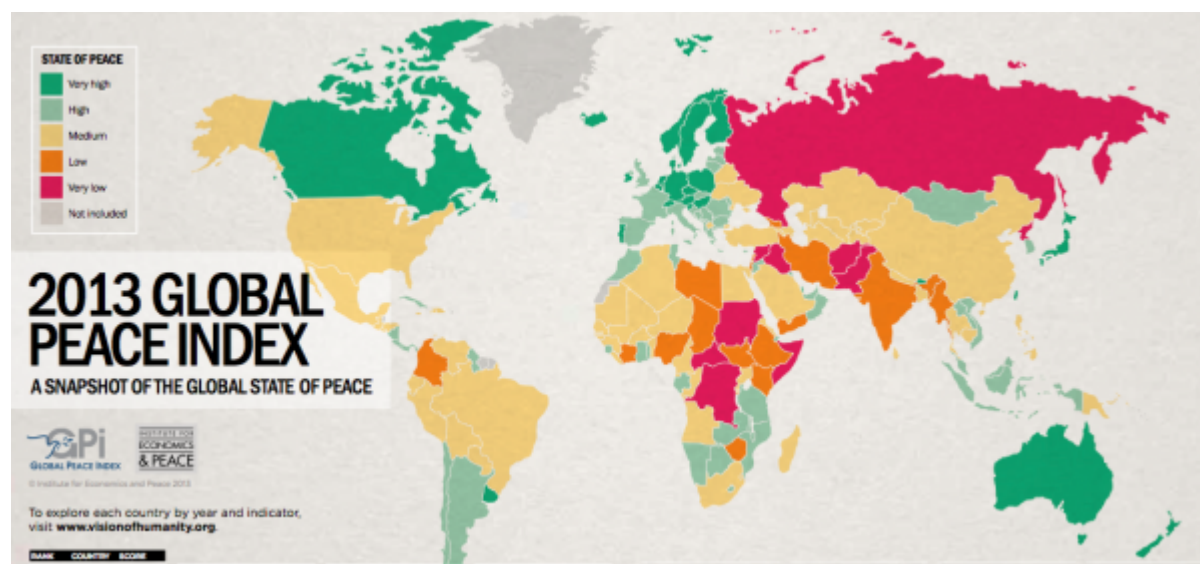 STATE OF PEACE
Very high
High
Medium
Low
Very low
Not included
2013 GLOBAL
PEACE INDEX
A SNAPSHOT OF THE GLOBAL STATE OF PEACE
GPi
GLOBAL PEACE INDEX
INSTITUTE FOR
ECONOMICS
& PEACE
© Institute for Economics and Peace 2013
To explore each country by year and indicator,
visit www.visionofhumanity.org.
RANK COUNTRY SCORE